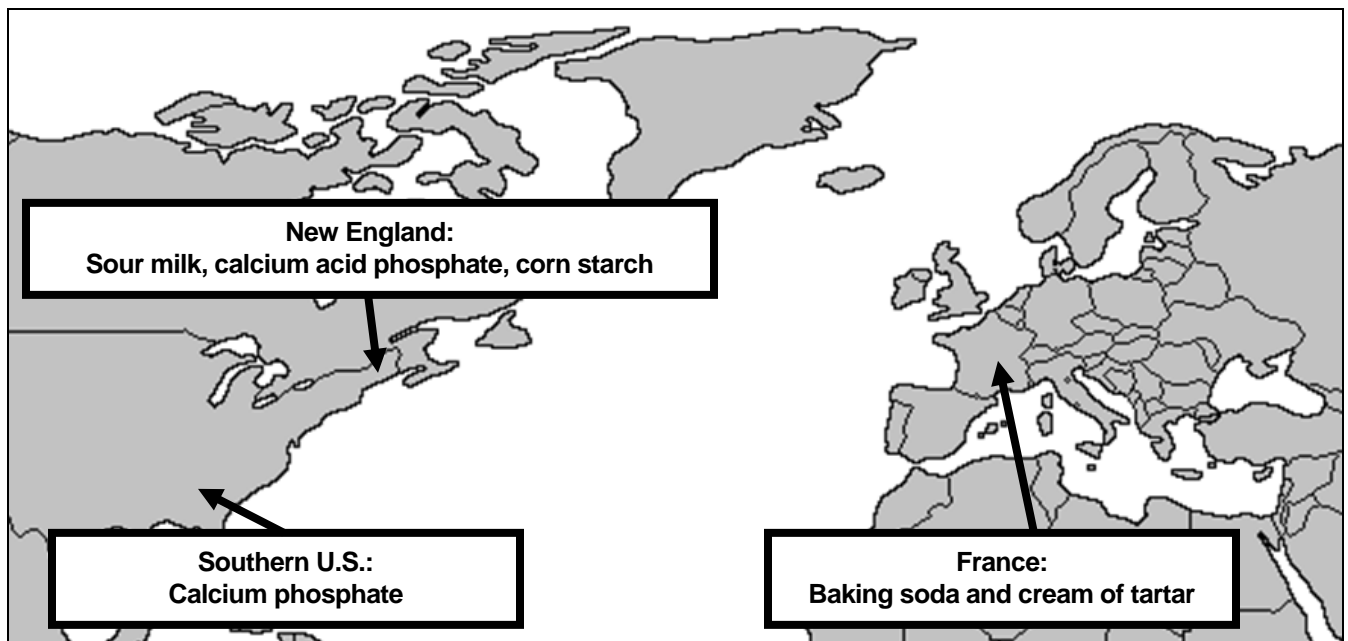 New England:
Sour milk, calcium acid phosphate, corn starch
Southern U.S.:
Calcium phosphate
France:
Baking soda and cream of tartar